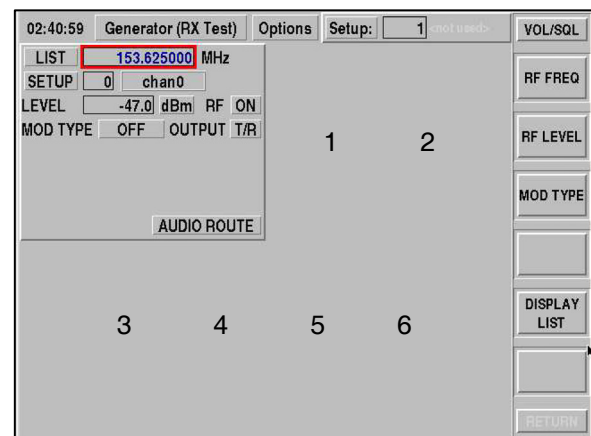 02:40:59 Generator (RX Test) Options Setup: 1 <not used>
LIST 153.625000 MHz
SETUP 0 chan0
LEVEL -47.0 dBm RF ON
MOD TYPE OFF OUTPUT T/R
AUDIO ROUTE
1 2
3 4 5 6
VOL/SQL
RF FREQ
RF LEVEL
MOD TYPE
DISPLAY
LIST
RETURN